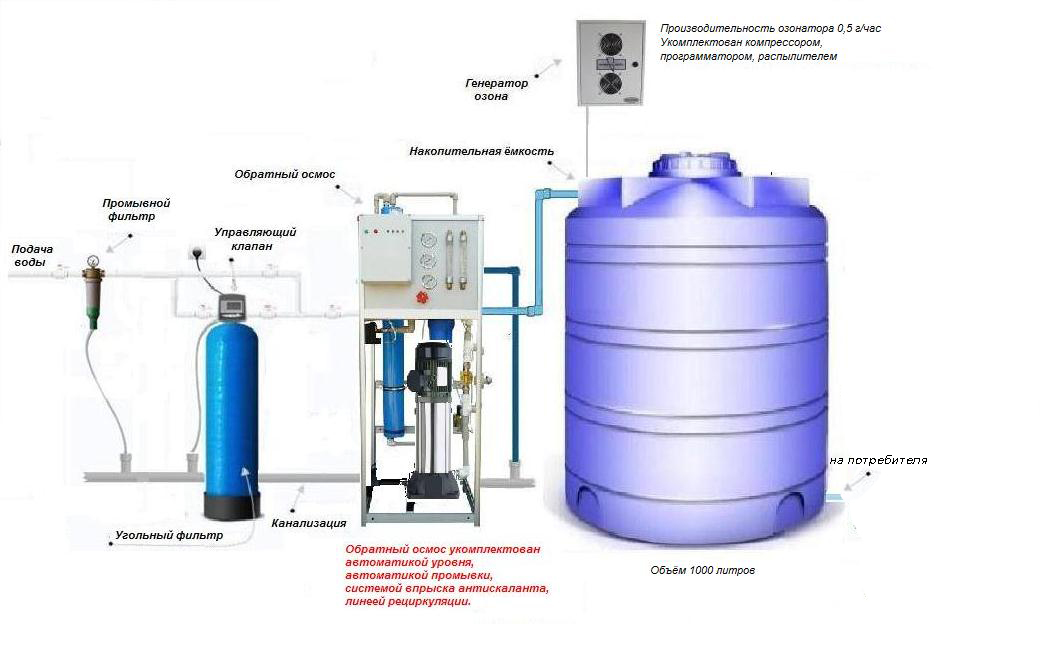 Производительность озонатора 0,5 г/час
Укомплектован компрессором,
программатором, распылителем
Генератор
озона
Накопительная ёмкость
Обратный осмос
Промывной
фильтр
Управляющий
клапан
Подача
воды
на потребителя
Канализация
Угольный фильтр
Обратный осмос укомплектован
автоматикой уровня,
автоматикой промывки,
системой впрыска антискаланта,
линеей рециркуляции.
Объём 1000 литров